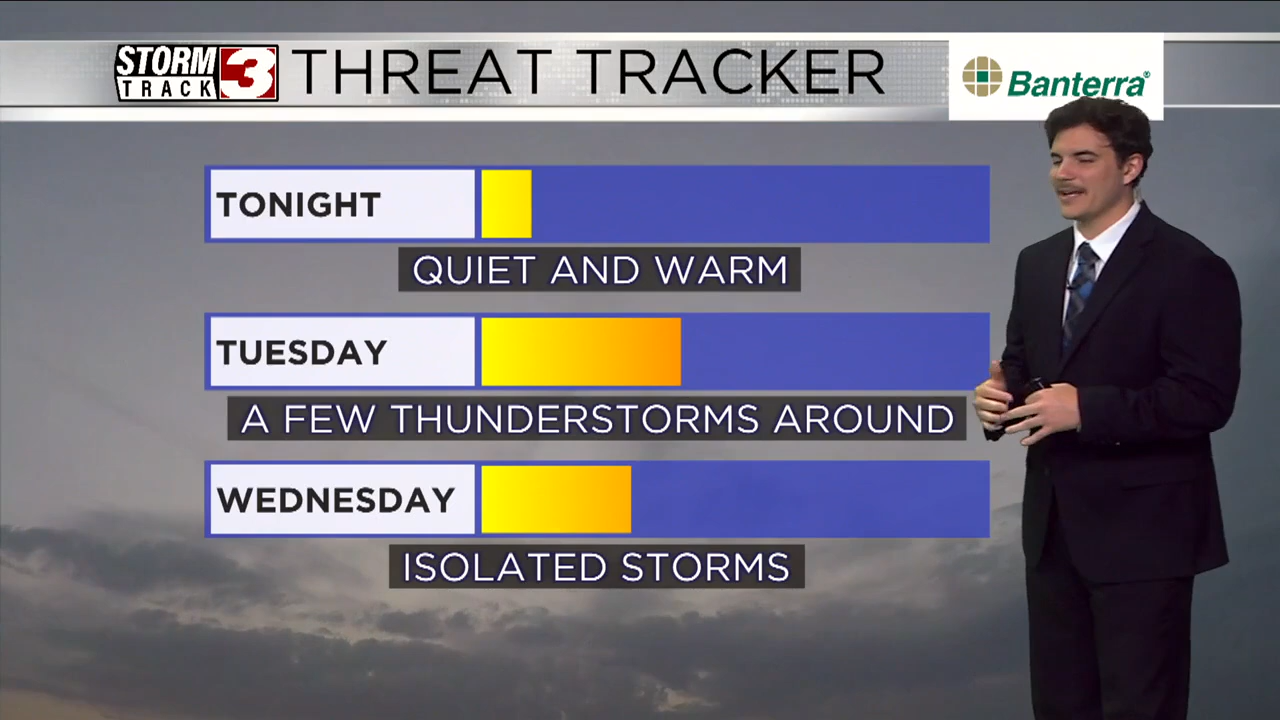 STORM
TRACK 3
THREAT TRACKER
Banterra®
TONIGHT
QUIET AND WARM
TUESDAY
A FEW THUNDERSTORMS AROUND
WEDNESDAY
ISOLATED STORMS